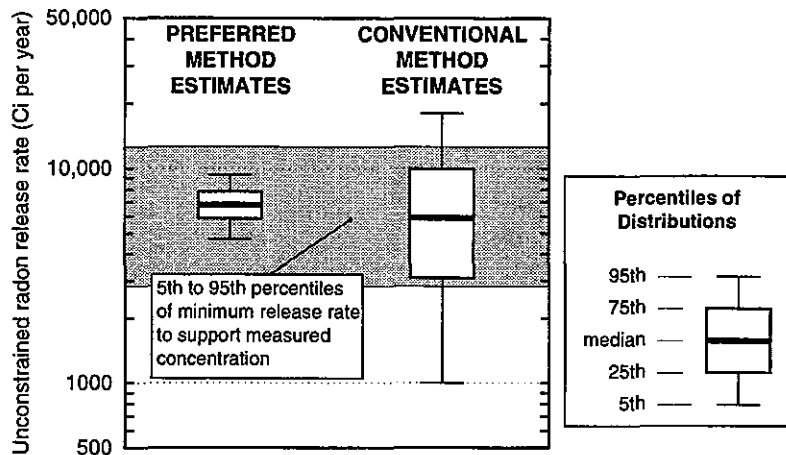 Unconstrained radon release rate (Ci per year)
50,000
10,000
1000
500
PREFERRED
METHOD
ESTIMATES
CONVENTIONAL
METHOD
ESTIMATES
5th to 95th percentiles
of minimum release rate
to support measured
concentration
Percentiles of
Distributions
95th
75th
median
25th
5th